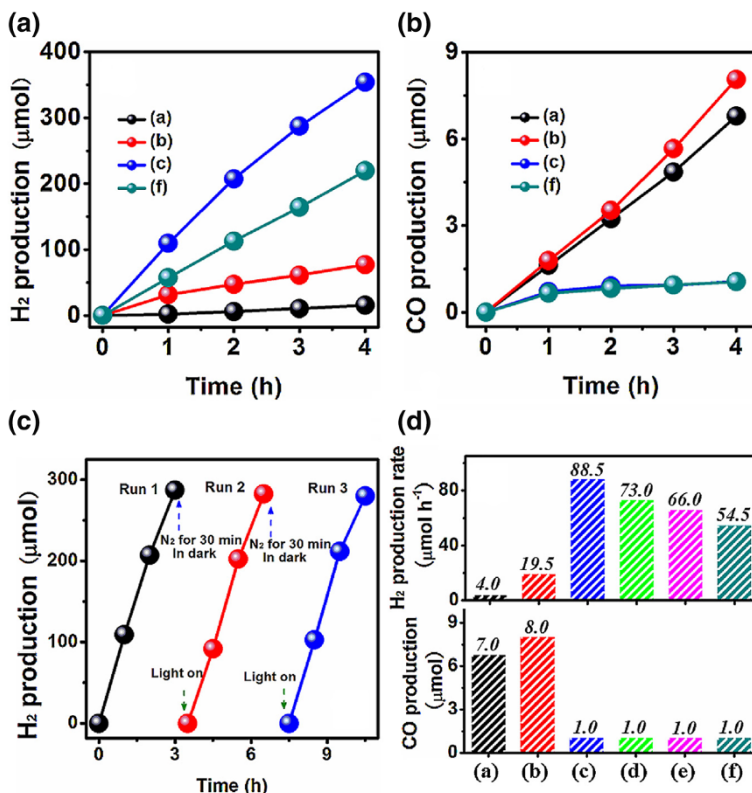 (a)
H₂ production (μmol)
400
300
200
100
0
(a)
(b)
(c)
(f)
0 1 2 3 4
Time (h)
(b)
CO production (μmol)
9
6
3
0
(a)
(b)
(c)
(f)
0 1 2 3 4
Time (h)
(c)
H₂ production (μmol)
300
200
100
0
Run 1 Run 2 Run 3
N₂ for 30 min
In dark
N₂ for 30 min
In dark
Light on
Light on
0 3 6 9
Time (h)
(d)
H₂ production rate
(μmol h⁻¹)
80
40
0
4.0 19.5 88.5 73.0 66.0 54.5
CO production
(μmol)
9
6
3
0
7.0 8.0 1.0 1.0 1.0 1.0
(a) (b) (c) (d) (e) (f)